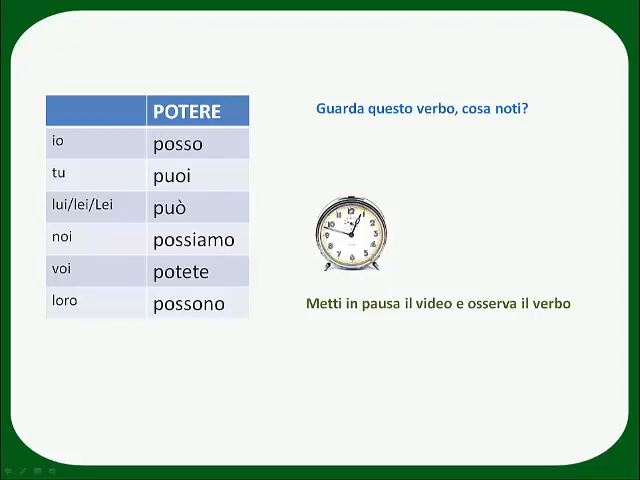 POTERE
io posso
tu puoi
lui/lei/Lei può
noi possiamo
voi potete
loro possono
Guarda questo verbo, cosa noti?
Metti in pausa il video e osserva il verbo